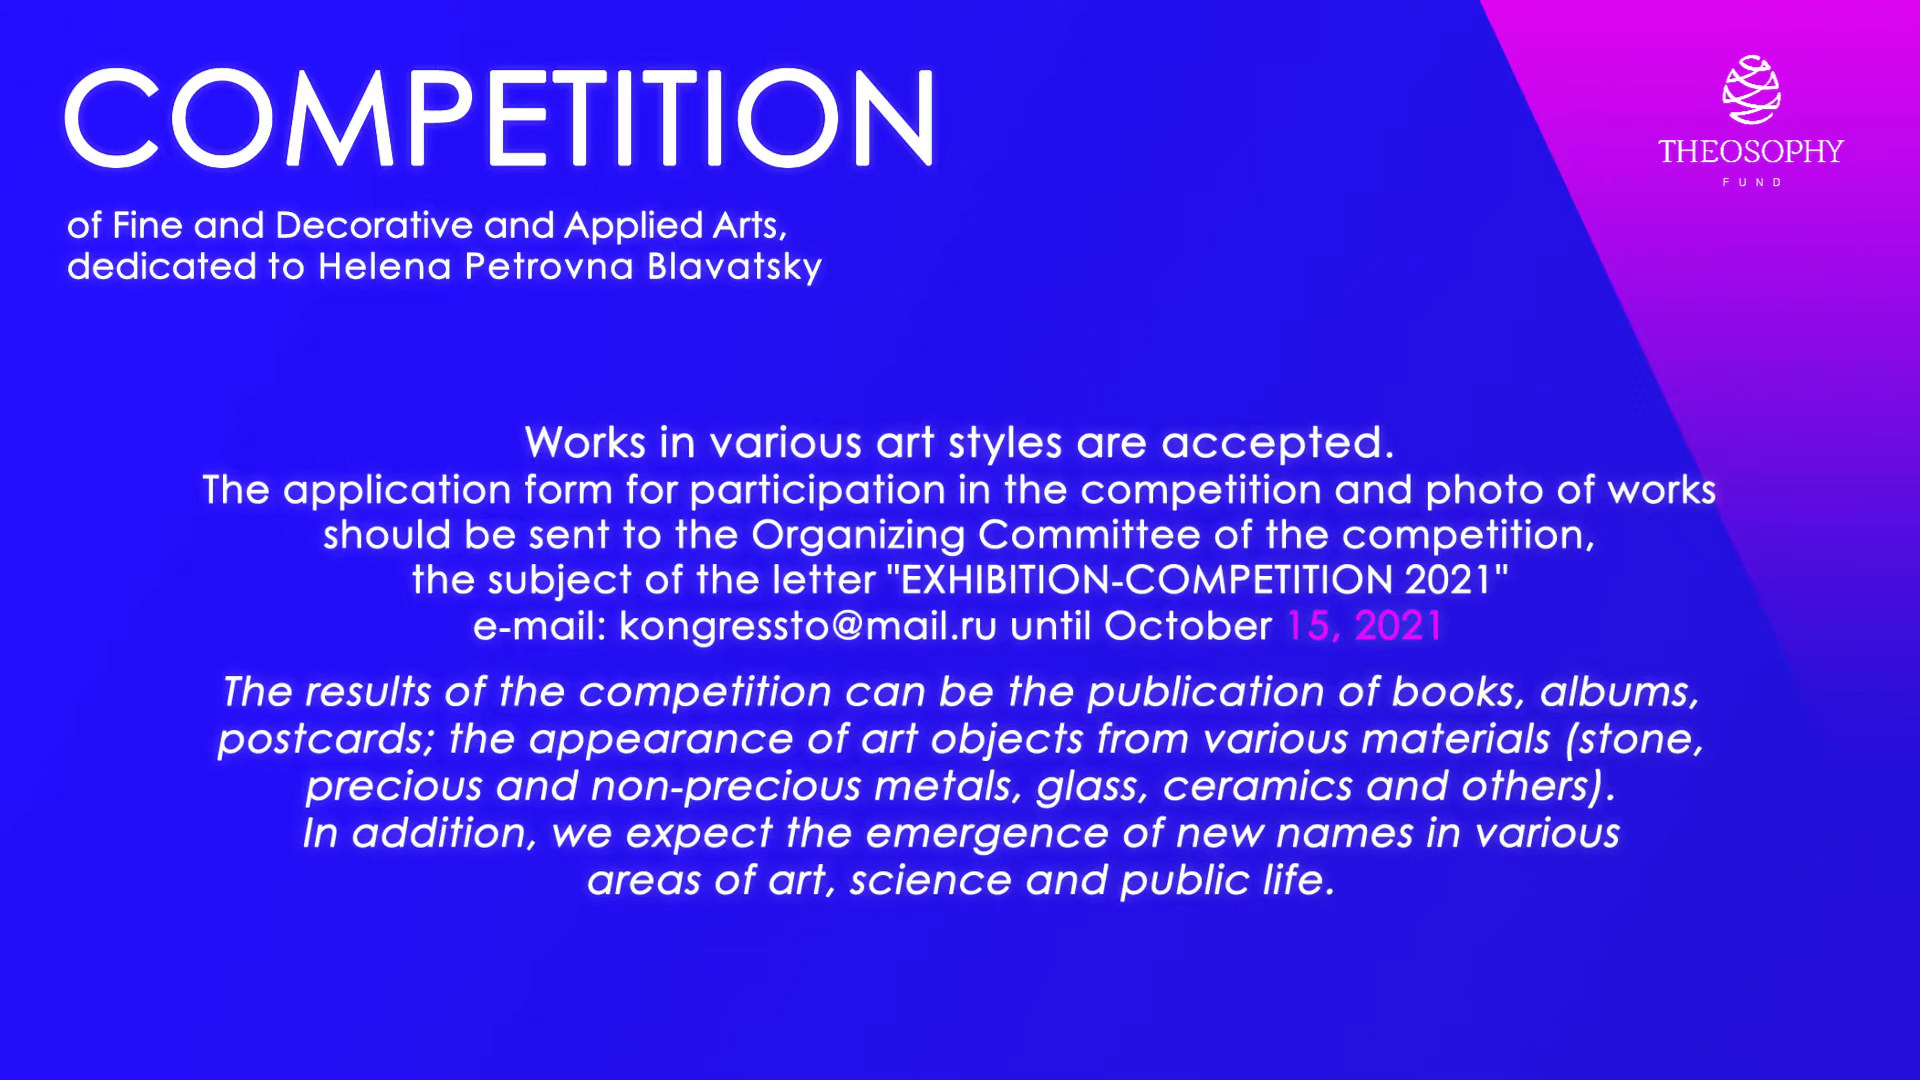 COMPETITION
THEOSOPHY
FUND
of Fine and Decorative and Applied Arts,
dedicated to Helena Petrovna Blavatsky
Works in various art styles are accepted.
The application form for participation in the competition and photo of works
should be sent to the Organizing Committee of the competition,
the subject of the letter "EXHIBITION-COMPETITION 2021"
e-mail: kongressto@mail.ru until October 15, 2021
The results of the competition can be the publication of books, albums,
postcards; the appearance of art objects from various materials (stone,
precious and non-precious metals, glass, ceramics and others).
In addition, we expect the emergence of new names in various
areas of art, science and public life.